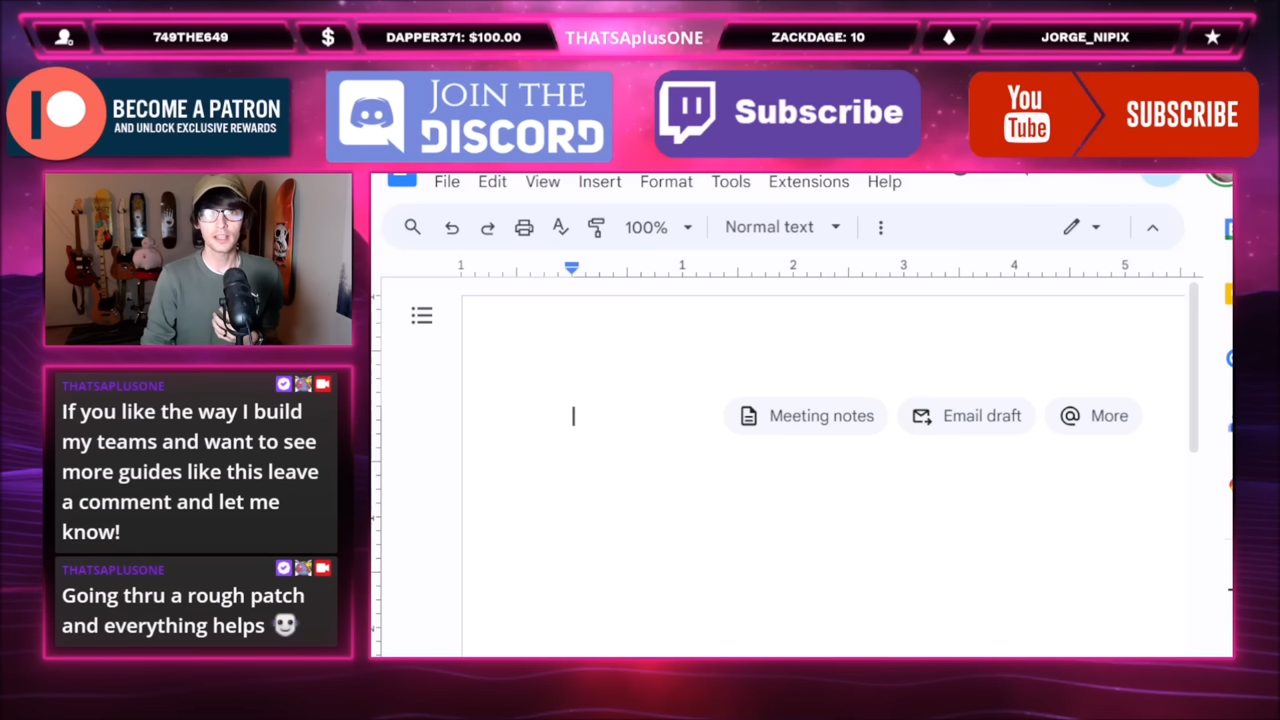 749THE649
$
DAPPER371: $100.00
THATSAplusONE
ZACKDAGE: 10
JORGE_NIPIX
BECOME A PATRON
AND UNLOCK EXCLUSIVE REWARDS
JOIN THE
DISCORD
Subscribe
You
Tube
SUBSCRIBE
File Edit View Insert Format Tools Extensions Help
100% Normal text
1 1 2 3 4 5
Meeting notes Email draft @ More
THATSAPLUSONE
If you like the way I build
my teams and want to see
more guides like this leave
a comment and let me
know!
THATSAPLUSONE
Going thru a rough patch
and everything helps